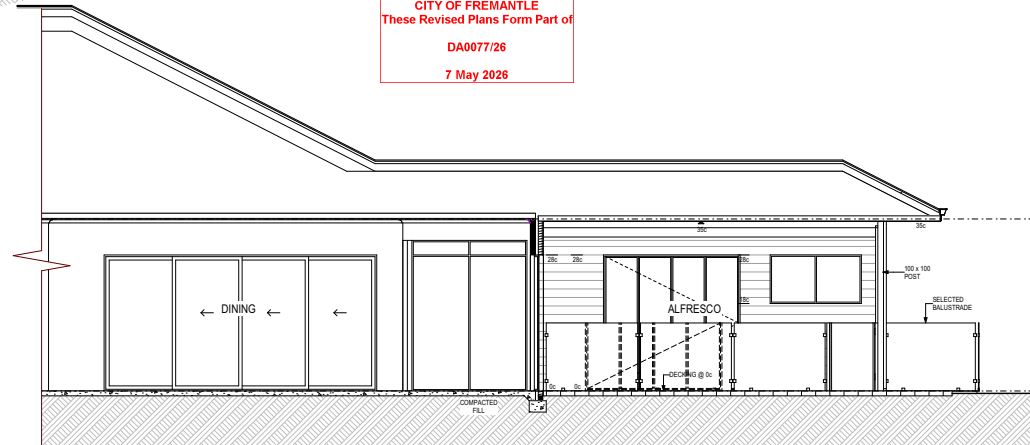 CITY OF FREMANTLE
These Revised Plans Form Part of
DA0077/26
7 May 2026
35c
35c
28c
28c
28c
100 x 100
POST
18c
SELECTED
BALUSTRADE
DINING
ALFRESCO
DECKING @ 0c
0c
0c
COMPACTED
FILL